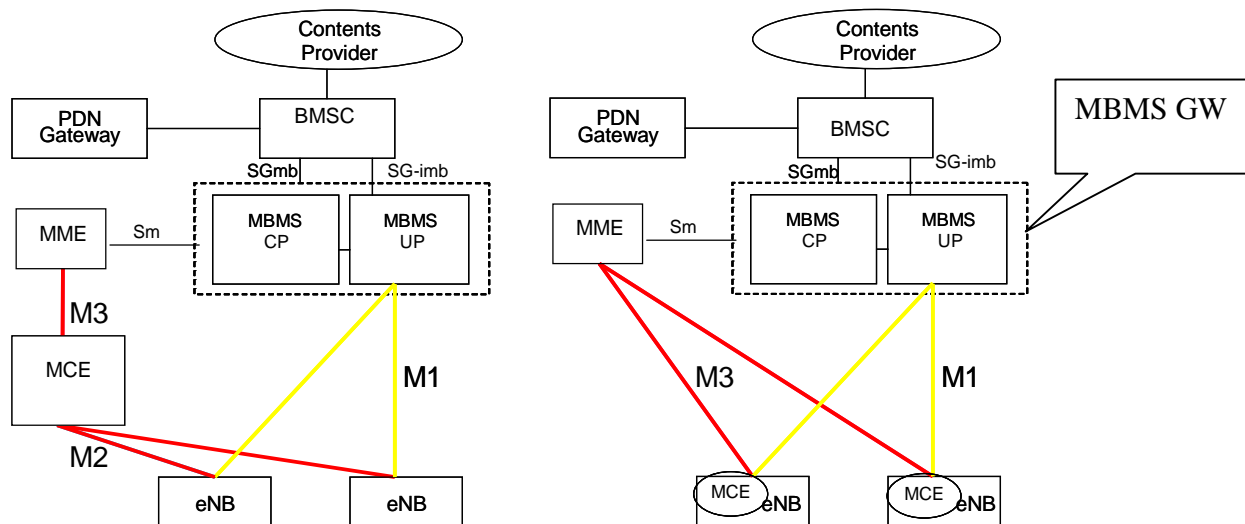 Contents
Provider
PDN
Gateway
BMSC
SGmb
SG-imb
MBMS
CP
MBMS
UP
MME
Sm
M3
MCE
M1
M2
eNB
eNB
Contents
Provider
MBMS GW
PDN
Gateway
BMSC
SGmb
SG-imb
MBMS
CP
MBMS
UP
MME
Sm
M3
M1
MCE
eNB
MCE
eNB